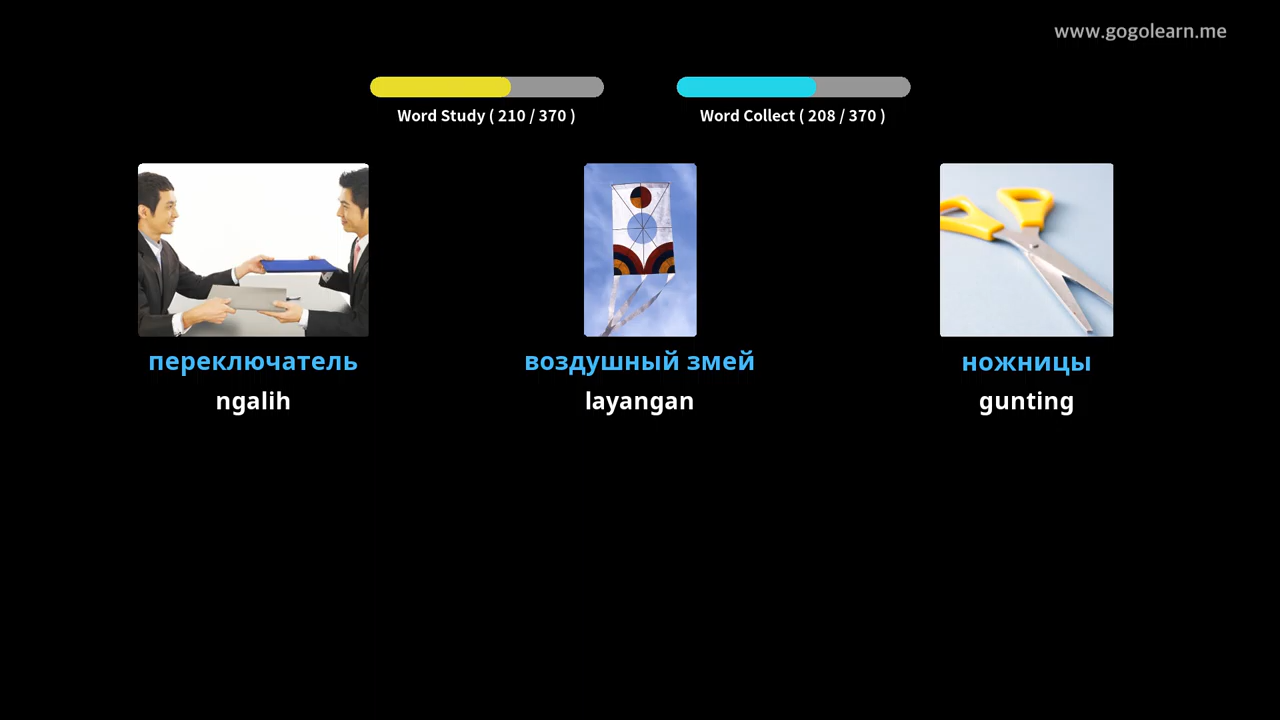 www.gogolearn.me
Word Study ( 210 / 370 )
Word Collect ( 208 / 370 )
переключатель
воздушный змей
ножницы
ngalih
layangan
gunting